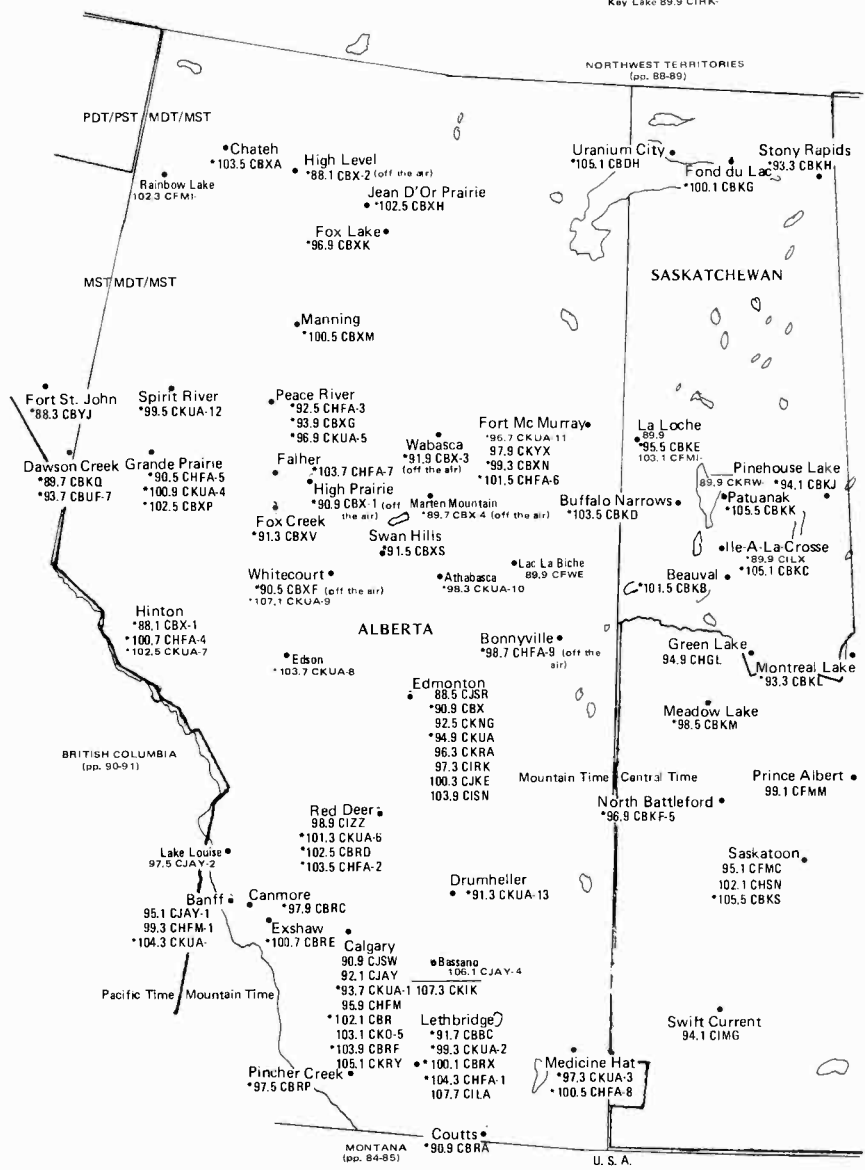 Key Lake 89.9 CIRK-
NORTHWEST TERRITORIES
(pp. 88-89)
PDT/PST MDT/MST
Chateh
*103.5 CBXA
Rainbow Lake
102.3 CFMI-
High Level
*88.1 CBX-2 (off the air)
Jean D'Or Prairie
*102.5 CBXH
Fox Lake
*96.9 CBXK
Uranium City
*105.1 CBDH
Fond du Lac
*100.1 CBKG
Stony Rapids
*93.3 CBKH
SASKATCHEWAN
MST MDT/MST
Manning
*100.5 CBXM
Fort St. John
*88.3 CBYJ
Spirit River
*99.5 CKUA-12
Peace River
*92.5 CHFA-3
*93.9 CBXG
*96.9 CKUA-5
Dawson Creek
*89.7 CBKQ
*93.7 CBUF-7
Grande Prairie
*90.5 CHFA-5
*100.9 CKUA-4
*102.5 CBXP
Falher
*103.7 CHFA-7
High Prairie
*90.9 CBX-1 (off
the air)
Wabasca
*91.9 CBX-3
(off the air)
Marten Mountain
*89.7 CBX-4 (off the air)
Fort Mc Murray
*96.7 CKUA-11
97.9 CKYX
*99.3 CBXN
*101.5 CHFA-6
La Loche
89.9
*95.5 CBKE
103.1 CFMI-
Pinehouse Lake
89.9 CKRW-
*94.1 CBKJ
Patuanak
*105.5 CBKK
Buffalo Narrows
*103.5 CBKD
Fox Creek
*91.3 CBXV
Swan Hills
*91.5 CBXS
Ile-A-La-Crosse
*89.9 CILX
*105.1 CBKC
Beauval
*101.5 CBKB
Whitecourt
*90.5 CBXF (off the air)
*107.1 CKUA-9
Athabasca
*98.3 CKUA-10
Lac La Biche
89.9 CFWE
Hinton
*88.1 CBX-1
*100.7 CHFA-4
*102.5 CKUA-7
ALBERTA
Edson
*103.7 CKUA-8
Bonnyville
*98.7 CHFA-9 (off the
air)
Green Lake
94.9 CHGL
Montreal Lake
*93.3 CBKL
Edmonton
88.5 CJSR
*90.9 CBX
92.5 CKNG
*94.9 CKUA
96.3 CKRA
97.3 CIRK
100.3 CJKE
103.9 CISN
Meadow Lake
*98.5 CBKM
BRITISH COLUMBIA
(pp. 90-91)
Mountain Time Central Time
Prince Albert
99.1 CFMM
North Battleford
*96.9 CBKF-5
Red Deer
98.9 CIZZ
*101.3 CKUA-6
*102.5 CBRD
*103.5 CHFA-2
Lake Louise
97.5 CJAY-2
Saskatoon
95.1 CFMC
102.1 CHSN
*105.5 CBKS
Drumheller
*91.3 CKUA-13
Banff
95.1 CJAY-1
99.3 CHFM-1
*104.3 CKUA-
Canmore
*97.9 CBRC
Exshaw
*100.7 CBRE
Calgary
90.9 CJSW
92.1 CJAY
*93.7 CKUA-1
95.9 CHFM
*102.1 CBR
103.1 CKO-5
*103.9 CBRF
105.1 CKRY
Bassano
106.1 CJAY-4
107.3 CKIK
Pacific Time Mountain Time
Lethbridge
*91.7 CBBC
*99.3 CKUA-2
*100.1 CBRX
*104.3 CHFA-1
107.7 CILA
Swift Current
94.1 CIMG
Medicine Hat
*97.3 CKUA-3
*100.5 CHFA-8
Pincher Creek
*97.5 CBRP
Coutts
*90.9 CBRA
MONTANA
(pp. 84-85)
U. S. A.